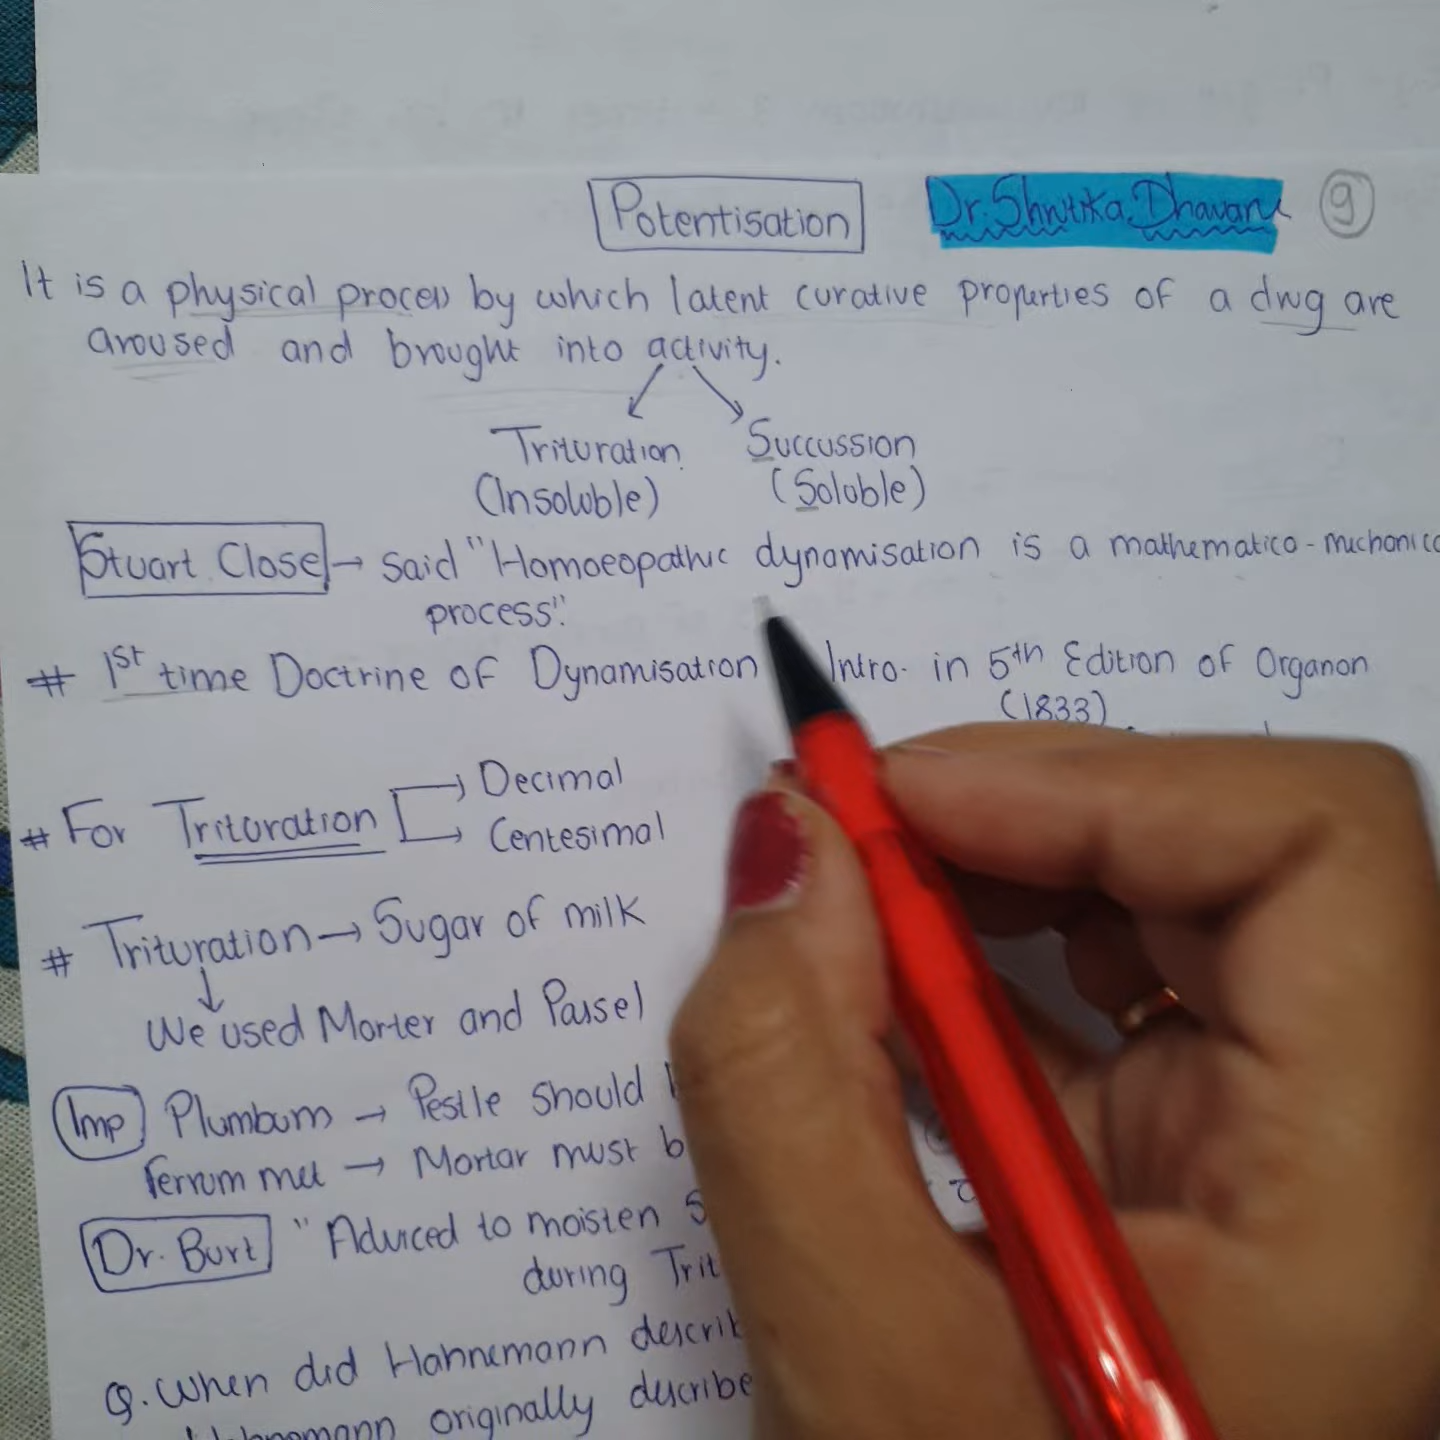 Potentisation Dr. Shrutika Dhavani 9
It is a physical process by which latent curative properties of a drug are
aroused and brought into activity.
Trituration Succussion
(Insoluble) (Soluble)
Stuart Close → said "Homoeopathic dynamisation is a mathematico-mechanica
process".
# 1st time Doctrine of Dynamisation Intro. in 5th Edition of Organon
(1833)
# For Trituration → Decimal
→ Centesimal
# Trituration → Sugar of milk
We used Morter and Passel
Imp Plumbum → Pestle should
Ferrum met → Mortar must b
Dr. Burt "Adviced to moisten S
during Trit
Q. When did Hahnemann describ
Hahnemann originally describe